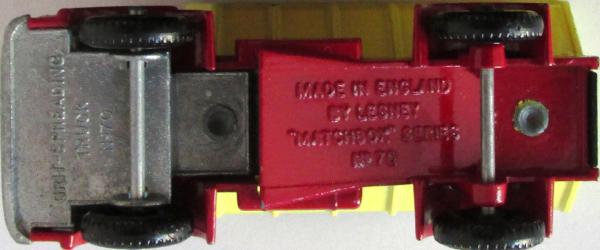 GRIT SPREADING
TRUCK
Nº70
MADE IN ENGLAND
BY LESNEY
"MATCHBOX" SERIES
Nº 70